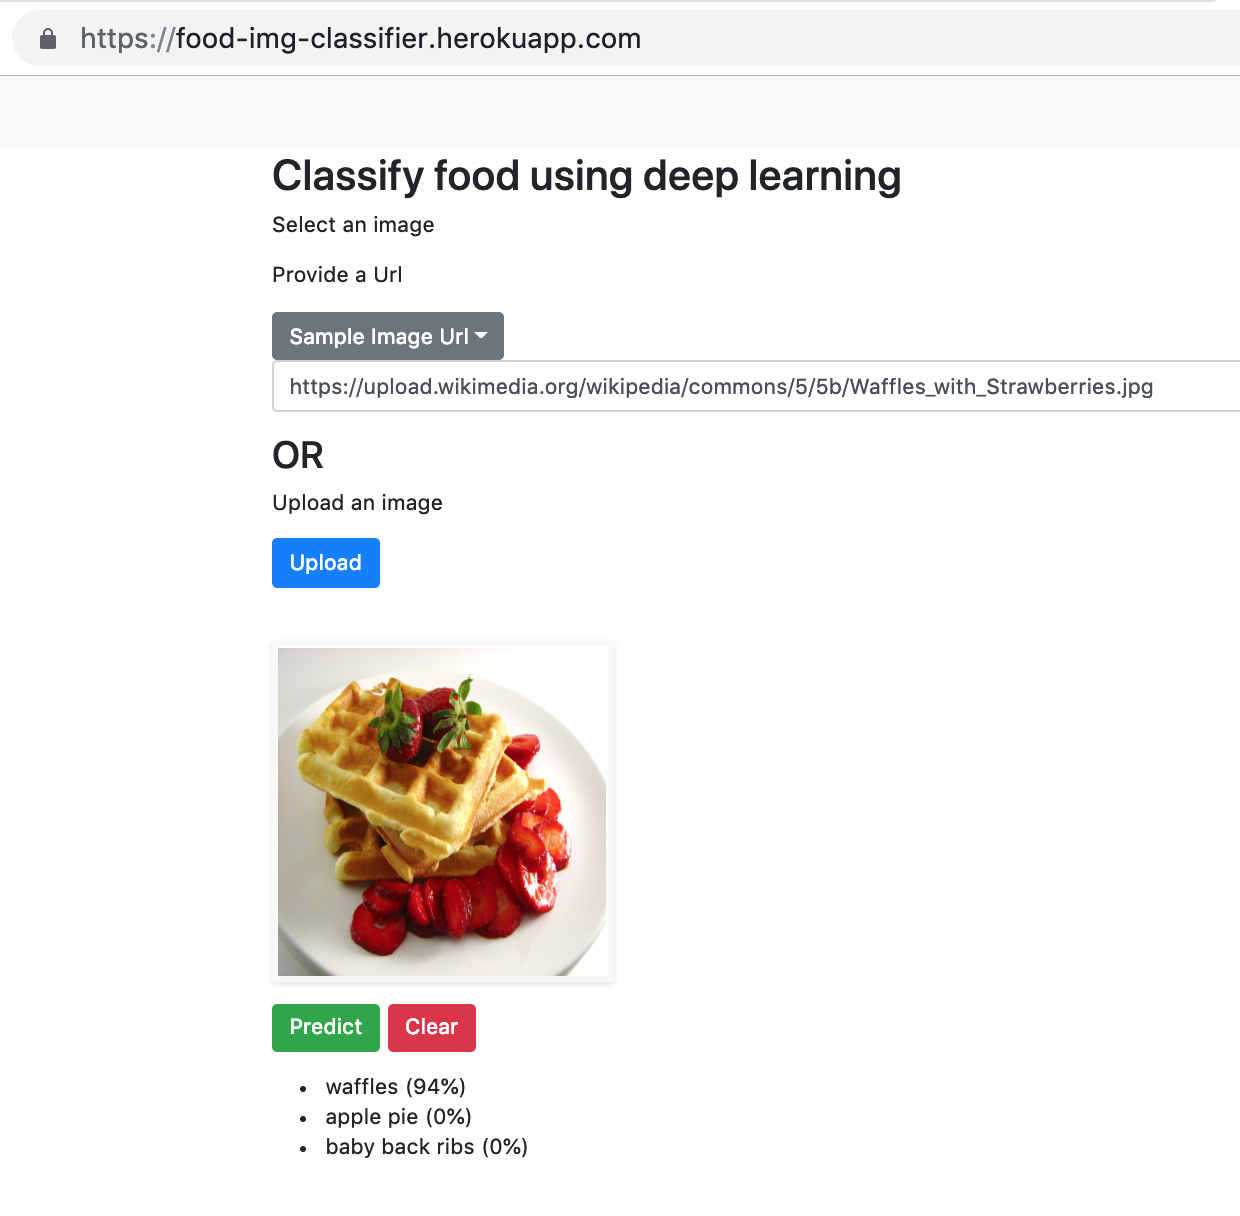 https://food-img-classifier.herokuapp.com
Classify food using deep learning
Select an image
Provide a Url
Sample Image Url
https://upload.wikimedia.org/wikipedia/commons/5/5b/Waffles_with_Strawberries.jpg
OR
Upload an image
Upload
Predict Clear
• waffles (94%)
• apple pie (0%)
• baby back ribs (0%)